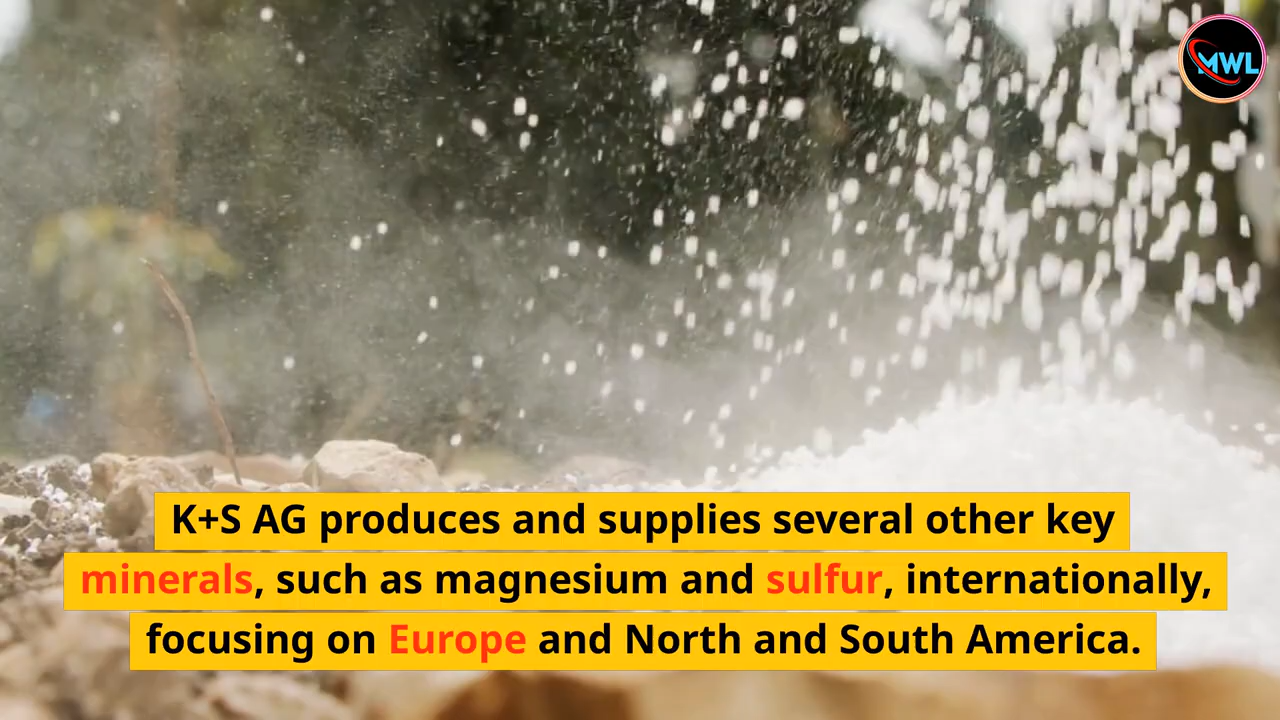 MWL
K+S AG produces and supplies several other key
minerals, such as magnesium and sulfur, internationally,
focusing on Europe and North and South America.